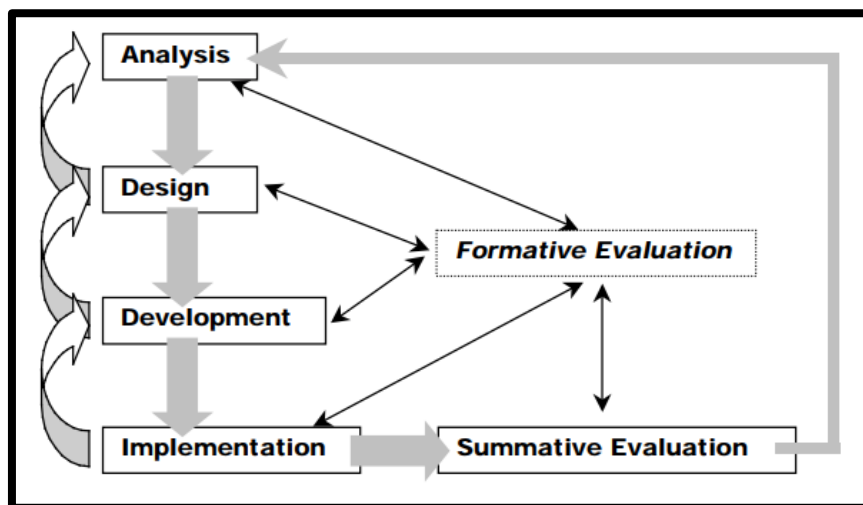 Analysis
Design
Formative Evaluation
Development
Implementation
Summative Evaluation